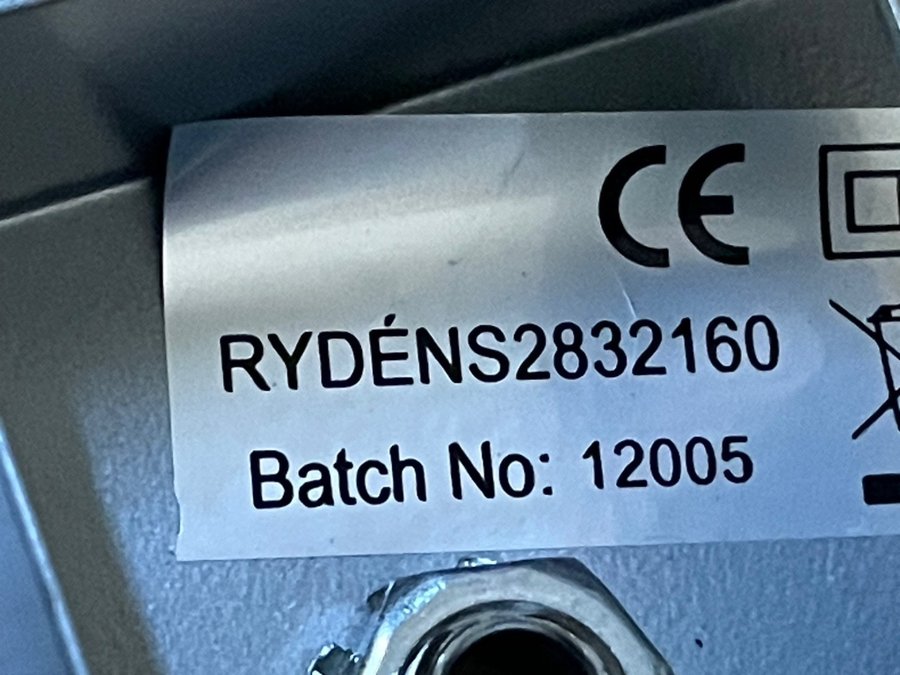 CE
RYDÉNS2832160
Batch No: 12005